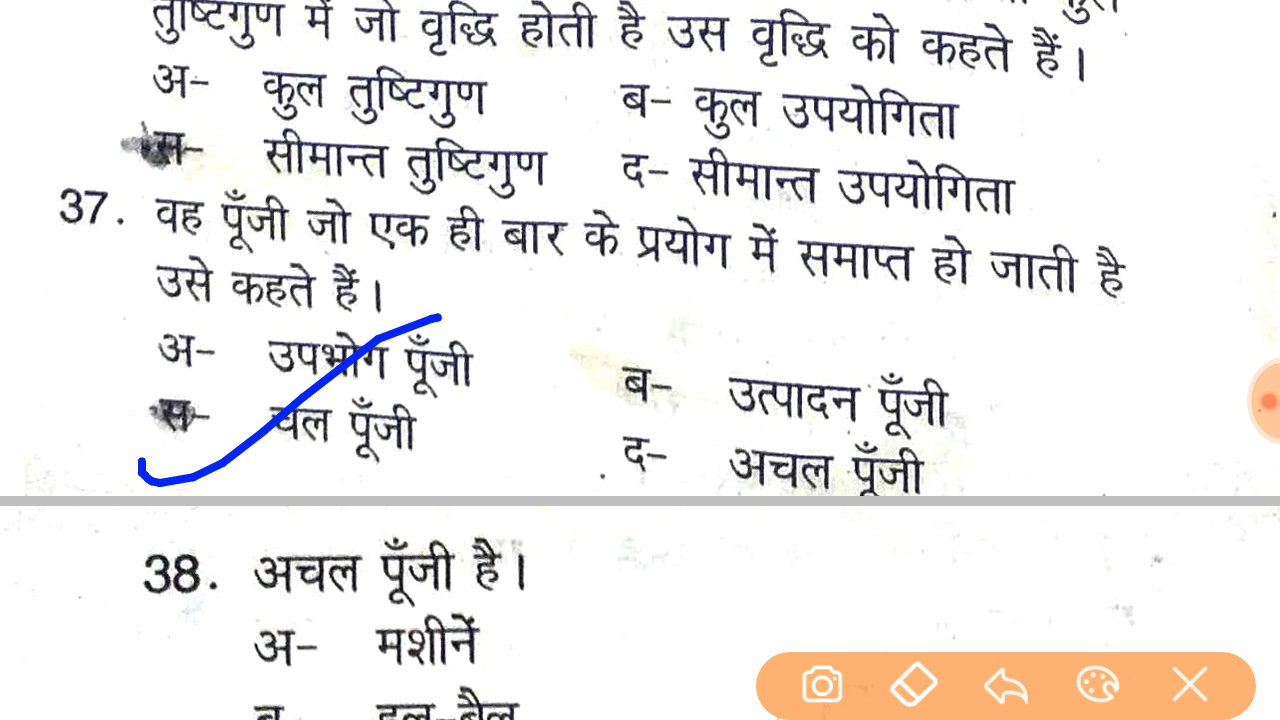 तुष्टिगुण में जो वृद्धि होती है उस वृद्धि को कहते हैं।
अ- कुल तुष्टिगुण ब- कुल उपयोगिता
स- सीमान्त तुष्टिगुण द- सीमान्त उपयोगिता
37. वह पूँजी जो एक ही बार के प्रयोग में समाप्त हो जाती है
उसे कहते हैं।
अ- उपभोग पूँजी ब- उत्पादन पूँजी
स- चल पूँजी द- अचल पूँजी
38. अचल पूँजी है।
अ- मशीनें
ब हल-बैल